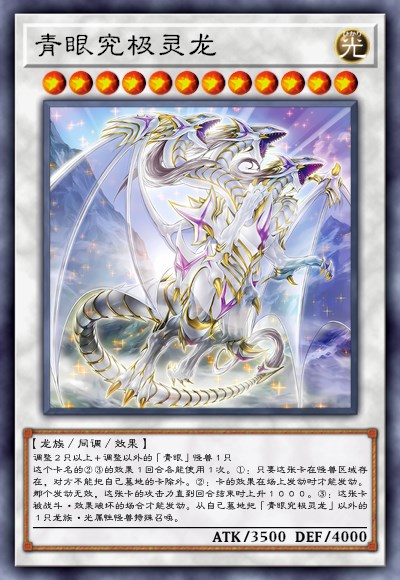 青眼究极灵龙
ひかり
光
【龙族／同调／效果】
调整２只以上＋调整以外的「青眼」怪兽１只
这个卡名的②③的效果１回合各能使用１次。①：只要这张卡在怪兽区域存
在，对方不能把自己墓地的卡除外。②：卡的效果在场上发动时才能发动。
那个发动无效，这张卡的攻击力直到回合结束时上升１０００。③：这张卡
被战斗·效果破坏的场合才能发动。从自己墓地把「青眼究极灵龙」以外的
１只龙族·光属性怪兽特殊召唤。
ATK/3500 DEF/4000